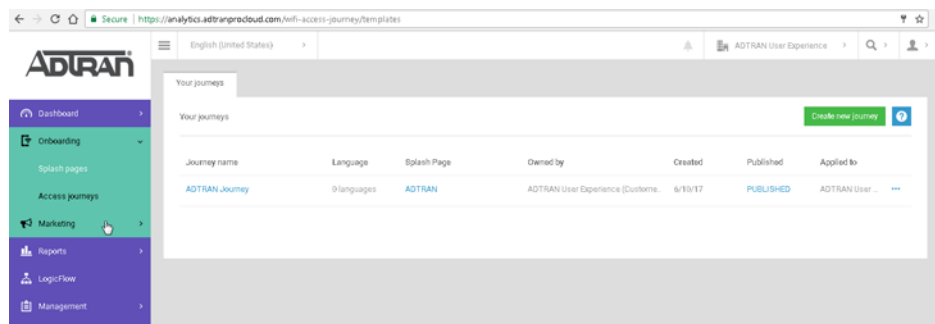 Secure | https://analytics.adtranprocloud.com/wifi-access-journey/templates
ADTRAN
English (United States)
ADTRAN User Experience
Your journeys
Dashboard
Onboarding
Splash pages
Access journeys
Marketing
Reports
LogicFlow
Management
Your journeys
Create new journey
?
Journey name Language Splash Page Owned by Created Published Applied to
ADTRAN Journey 0 languages ADTRAN ADTRAN User Experience (Custome.. 6/10/17 PUBLISHED ADTRAN User ... •••